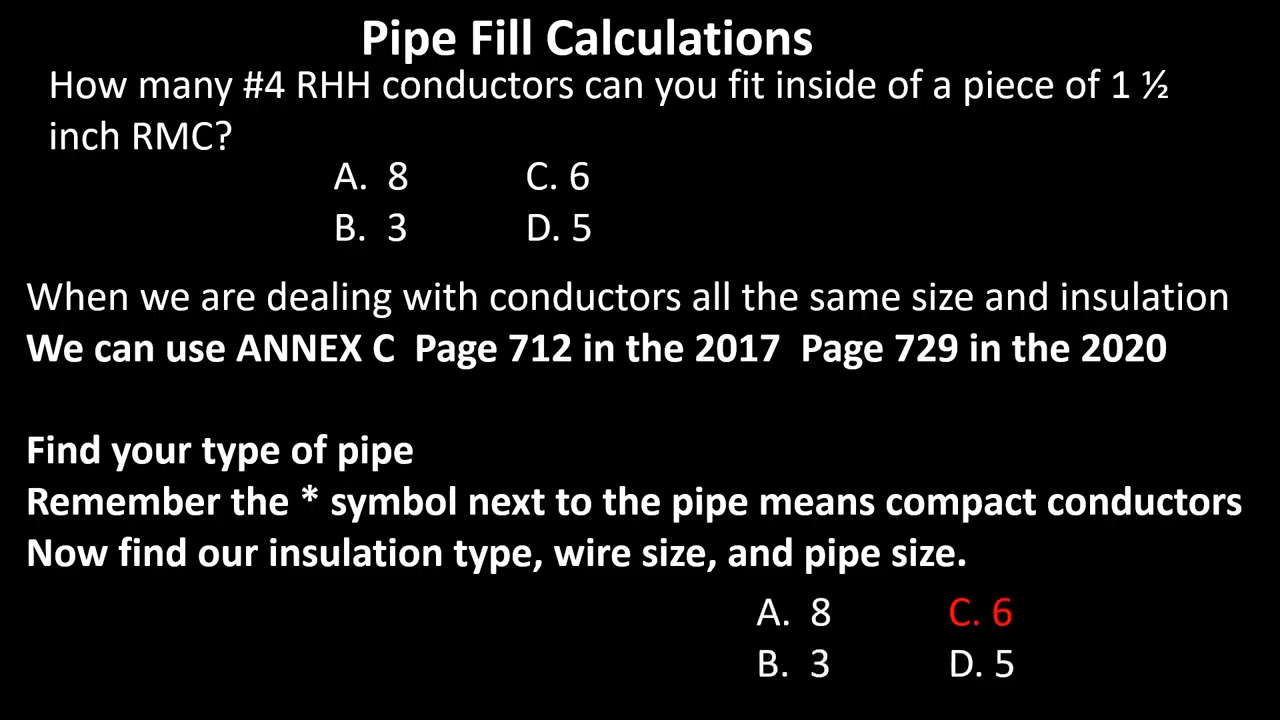 Pipe Fill Calculations
How many #4 RHH conductors can you fit inside of a piece of 1 ½
inch RMC?
A. 8 C. 6
B. 3 D. 5
When we are dealing with conductors all the same size and insulation
We can use ANNEX C Page 712 in the 2017 Page 729 in the 2020
Find your type of pipe
Remember the * symbol next to the pipe means compact conductors
Now find our insulation type, wire size, and pipe size.
A. 8 C. 6
B. 3 D. 5